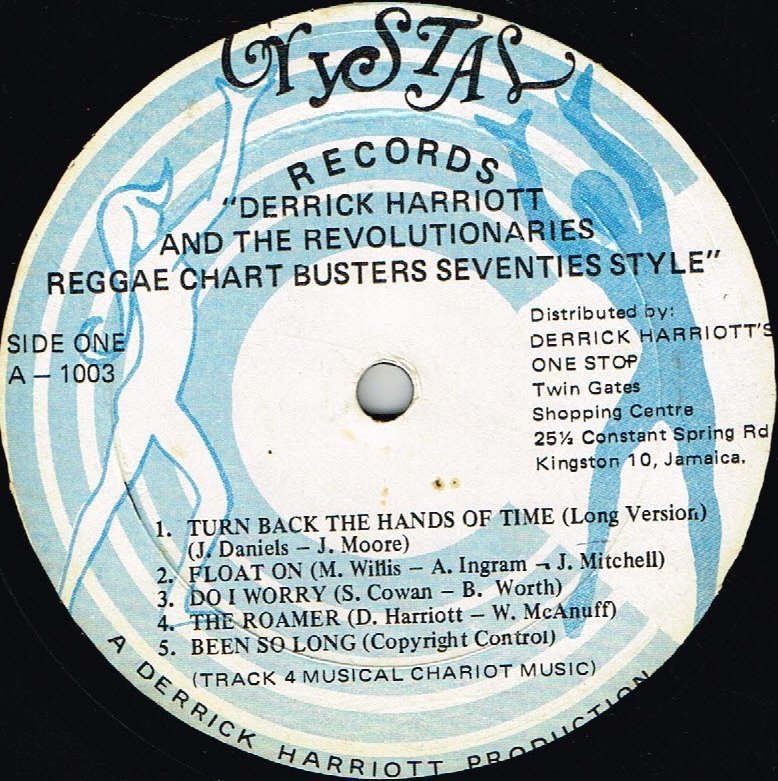 CRYSTAL
RECORDS
"DERRICK HARRIOTT
AND THE REVOLUTIONARIES
REGGAE CHART BUSTERS SEVENTIES STYLE"
SIDE ONE
A – 1003
Distributed by:
DERRICK HARRIOTT'S
ONE STOP
Twin Gates
Shopping Centre
25½ Constant Spring Rd
Kingston 10, Jamaica.
1. TURN BACK THE HANDS OF TIME (Long Version)
(J. Daniels – J. Moore)
2. FLOAT ON (M. Willis – A. Ingram – J. Mitchell)
3. DO I WORRY (S. Cowan – B. Worth)
4. THE ROAMER (D. Harriott – W. McAnuff)
5. BEEN SO LONG (Copyright Control)
(TRACK 4 MUSICAL CHARIOT MUSIC)
A DERRICK HARRIOTT PRODUCTION